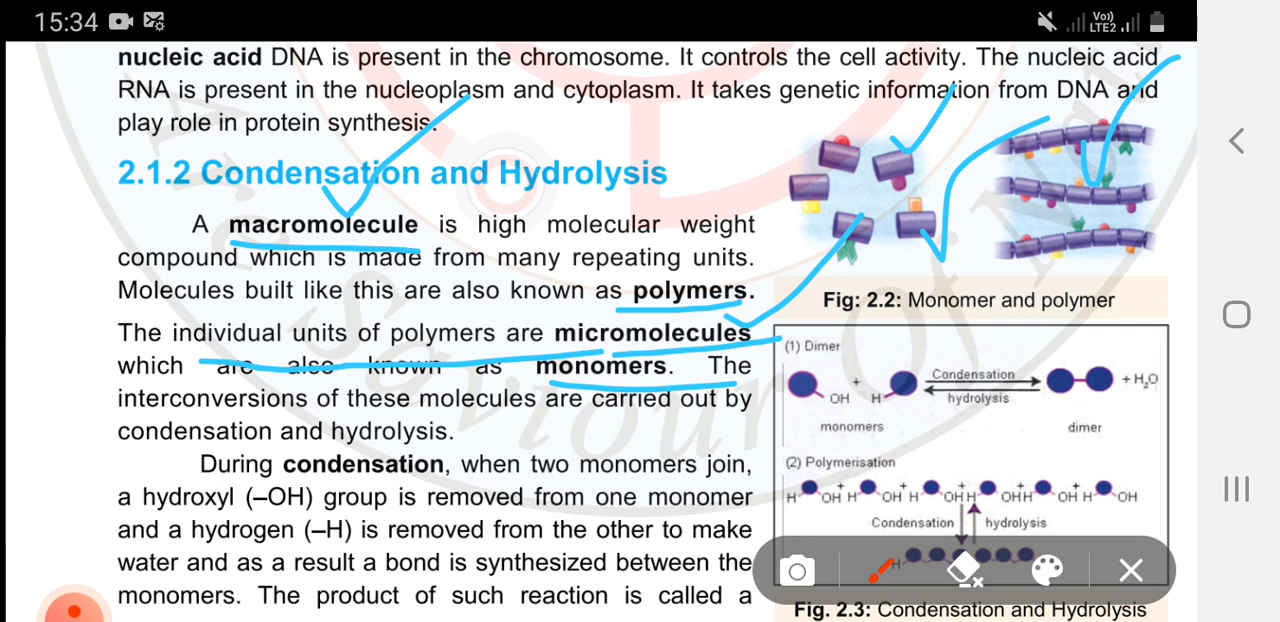 15:34
Vo))
LTE2
nucleic acid DNA is present in the chromosome. It controls the cell activity. The nucleic acid
RNA is present in the nucleoplasm and cytoplasm. It takes genetic information from DNA and
play role in protein synthesis.
2.1.2 Condensation and Hydrolysis
A macromolecule is high molecular weight
compound which is made from many repeating units.
Molecules built like this are also known as polymers.
The individual units of polymers are micromolecules
which are also known as monomers. The
interconversions of these molecules are carried out by
condensation and hydrolysis.
During condensation, when two monomers join,
a hydroxyl (–OH) group is removed from one monomer
and a hydrogen (–H) is removed from the other to make
water and as a result a bond is synthesized between the
monomers. The product of such reaction is called a
Fig: 2.2: Monomer and polymer
(1) Dimer
+ OH H Condensation hydrolysis + H₂O
monomers dimer
(2) Polymerisation
H + OH H + OH H + OH H + OH H + OH H OH
Condensation hydrolysis
H
Fig. 2.3: Condensation and Hydrolysis